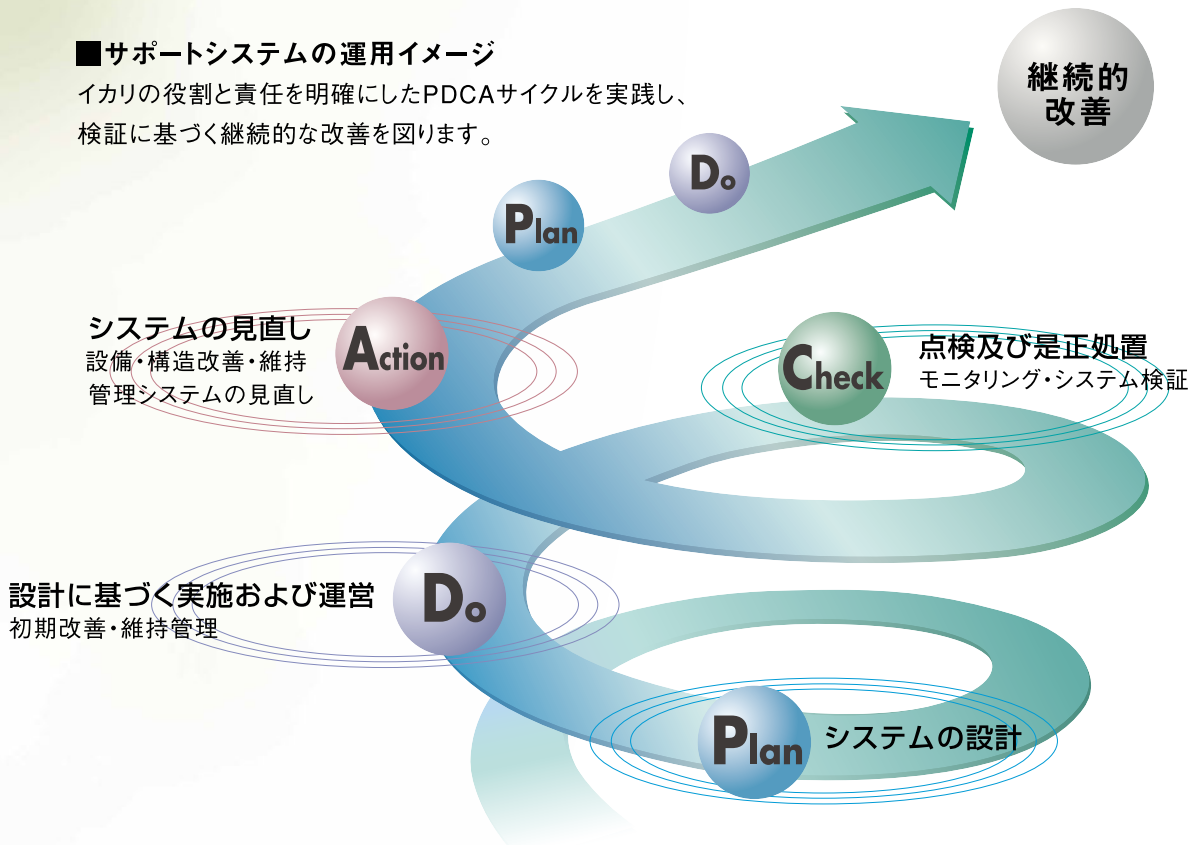 ■サポートシステムの運用イメージ
イカリの役割と責任を明確にしたPDCAサイクルを実践し、
検証に基づく継続的な改善を図ります。
継続的
改善
Do
Plan
Action
システムの見直し
設備・構造改善・維持
管理システムの見直し
Check
点検及び是正処置
モニタリング・システム検証
Do
設計に基づく実施および運営
初期改善・維持管理
Plan
システムの設計